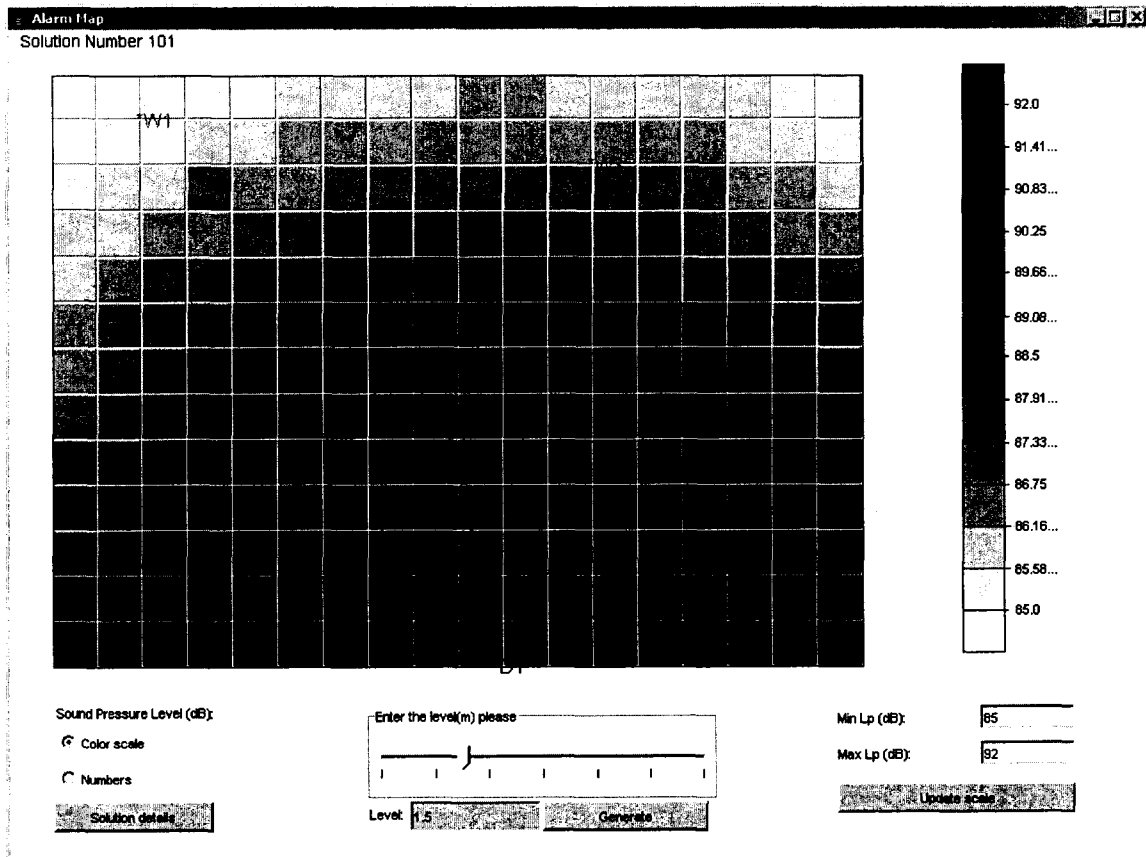 Alarm Map
Solution Number 101
*W1
D1
92.0
91.41...
90.83...
90.25
89.66...
89.08...
88.5
87.91...
87.33...
86.75
86.16...
85.58...
85.0
Sound Pressure Level (dB):
Color scale
Numbers
Solution details
Enter the level(m) please
Level: 1.5
Generate
Min Lp (dB): 85
Max Lp (dB): 92
Update scale